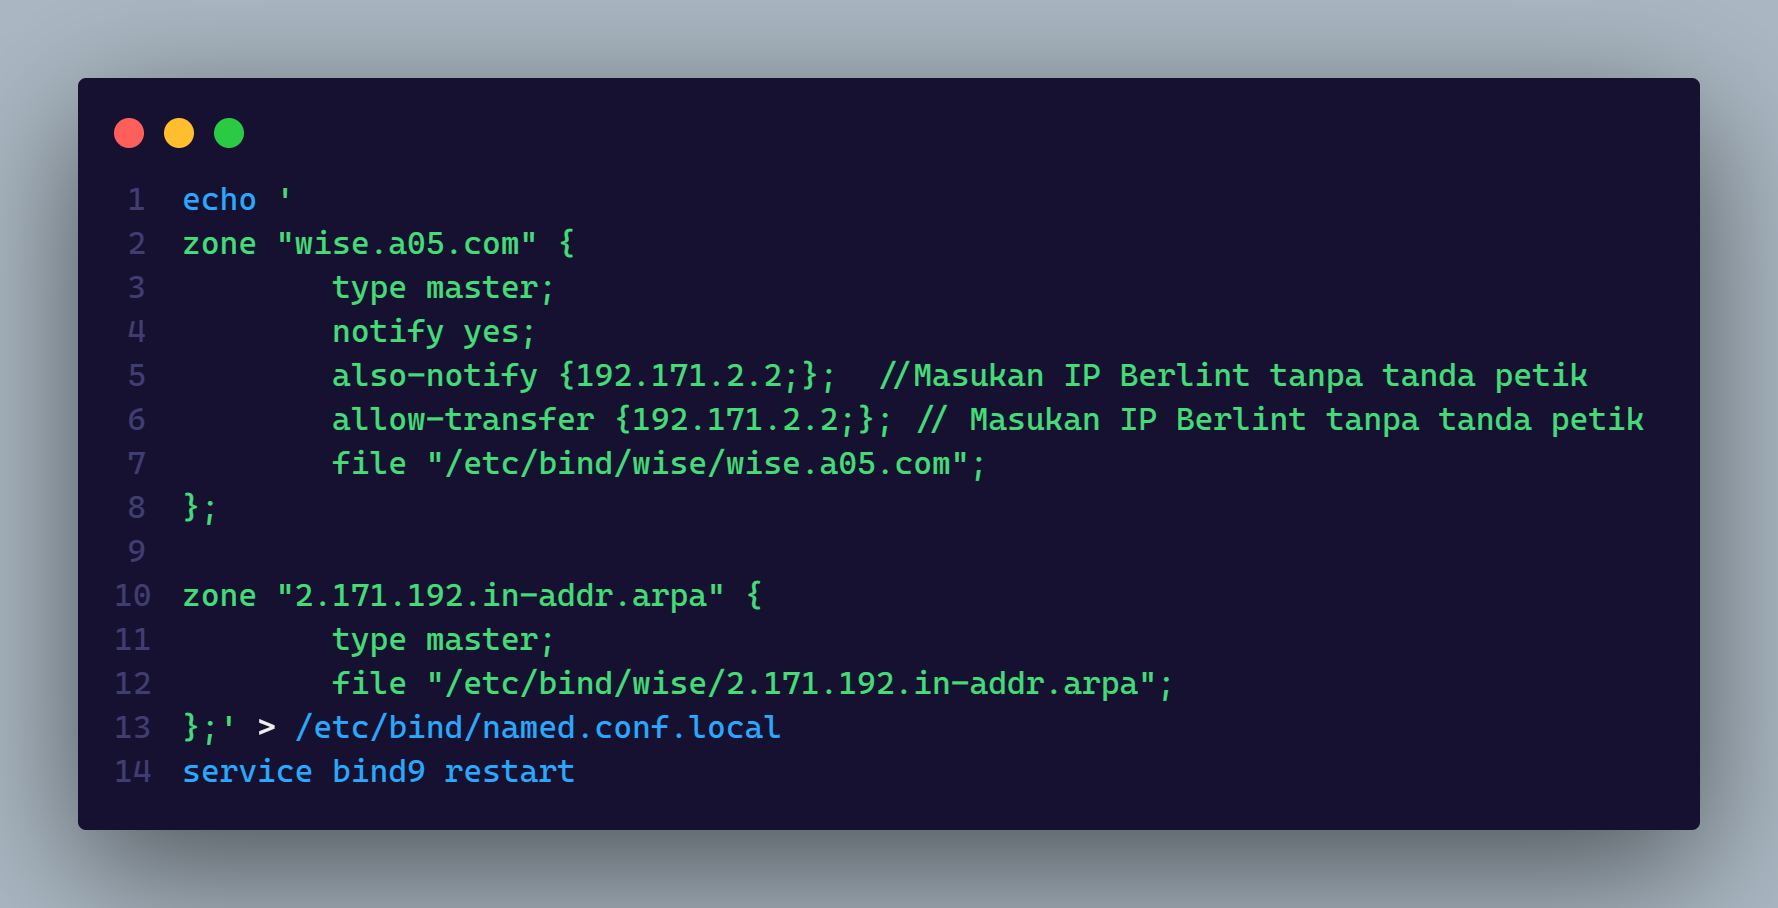 1 echo '
2 zone "wise.a05.com" {
3         type master;
4         notify yes;
5         also-notify {192.171.2.2;};  //Masukan IP Berlint tanpa tanda petik
6         allow-transfer {192.171.2.2;}; // Masukan IP Berlint tanpa tanda petik
7         file "/etc/bind/wise/wise.a05.com";
8 };
9
10 zone "2.171.192.in-addr.arpa" {
11         type master;
12         file "/etc/bind/wise/2.171.192.in-addr.arpa";
13 };' > /etc/bind/named.conf.local
14 service bind9 restart